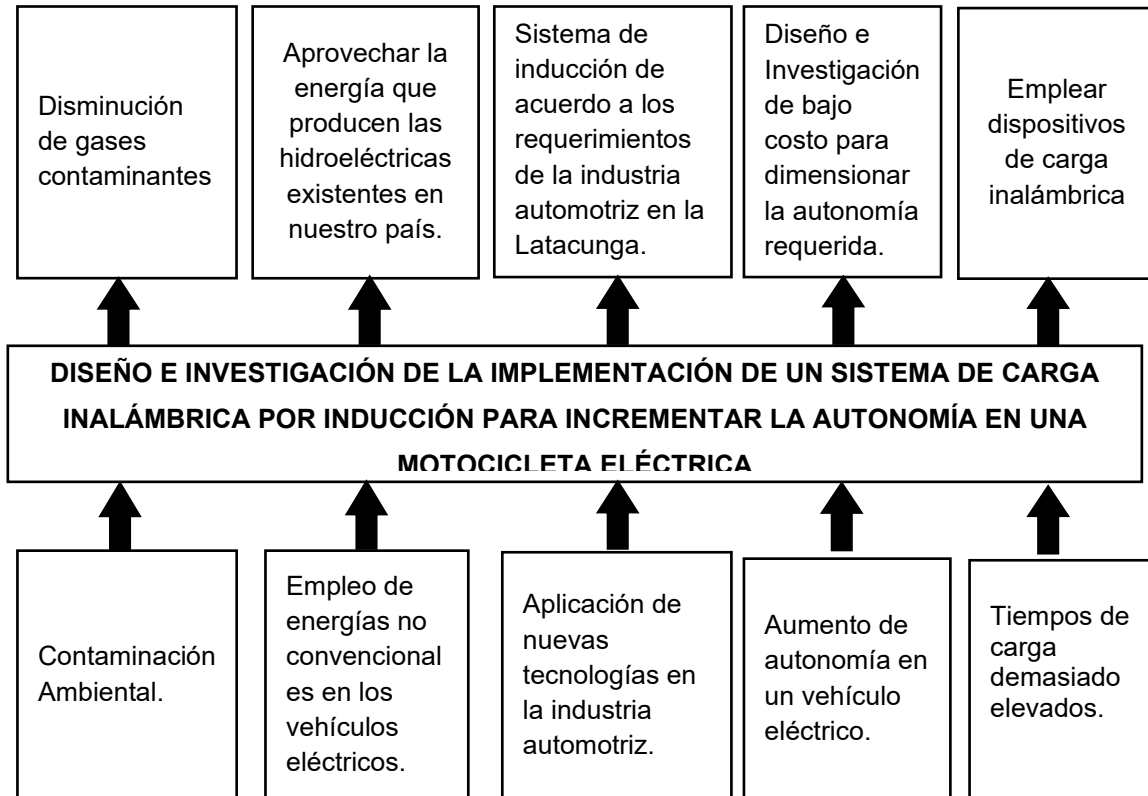 Disminución
de gases
contaminantes
Aprovechar la
energía que
producen las
hidroeléctricas
existentes en
nuestro país.
Sistema de
inducción de
acuerdo a los
requerimientos
de la industria
automotriz en la
Latacunga.
Diseño e
Investigación
de bajo
costo para
dimensionar
la autonomía
requerida.
Emplear
dispositivos
de carga
inalámbrica
DISEÑO E INVESTIGACIÓN DE LA IMPLEMENTACIÓN DE UN SISTEMA DE CARGA
INALÁMBRICA POR INDUCCIÓN PARA INCREMENTAR LA AUTONOMÍA EN UNA
MOTOCICLETA ELÉCTRICA
Contaminación
Ambiental.
Empleo de
energías no
convencional
es en los
vehículos
eléctricos.
Aplicación de
nuevas
tecnologías en
la industria
automotriz.
Aumento de
autonomía en
un vehículo
eléctrico.
Tiempos de
carga
demasiado
elevados.